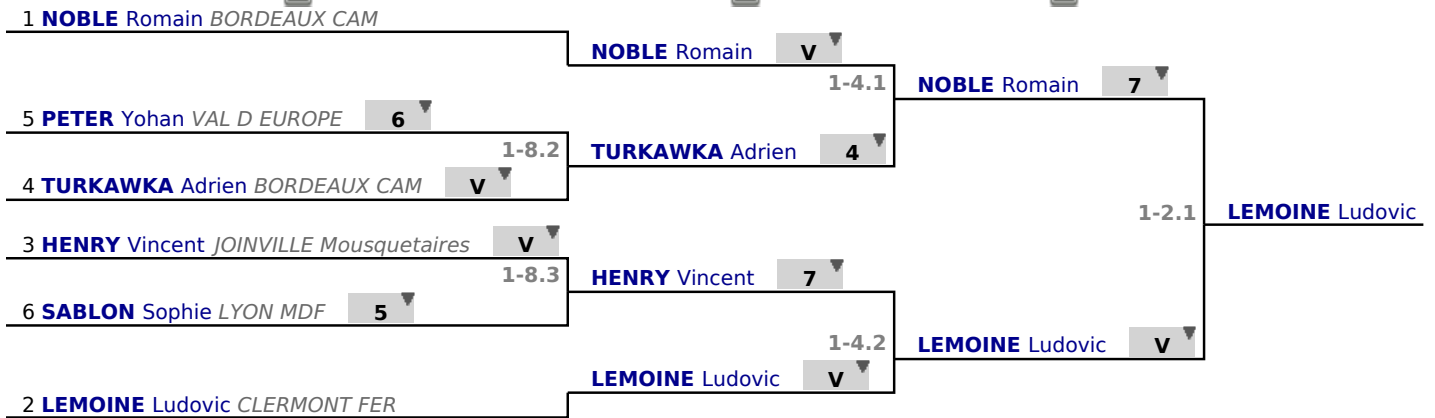 1 NOBLE Romain BORDEAUX CAM
NOBLE Romain V
1-4.1
NOBLE Romain 7
5 PETER Yohan VAL D EUROPE 6
1-8.2
TURKAWKA Adrien 4
4 TURKAWKA Adrien BORDEAUX CAM V
1-2.1
LEMOINE Ludovic
3 HENRY Vincent JOINVILLE Mousquetaires V
1-8.3
HENRY Vincent 7
6 SABLON Sophie LYON MDF 5
1-4.2
LEMOINE Ludovic V
LEMOINE Ludovic V
2 LEMOINE Ludovic CLERMONT FER